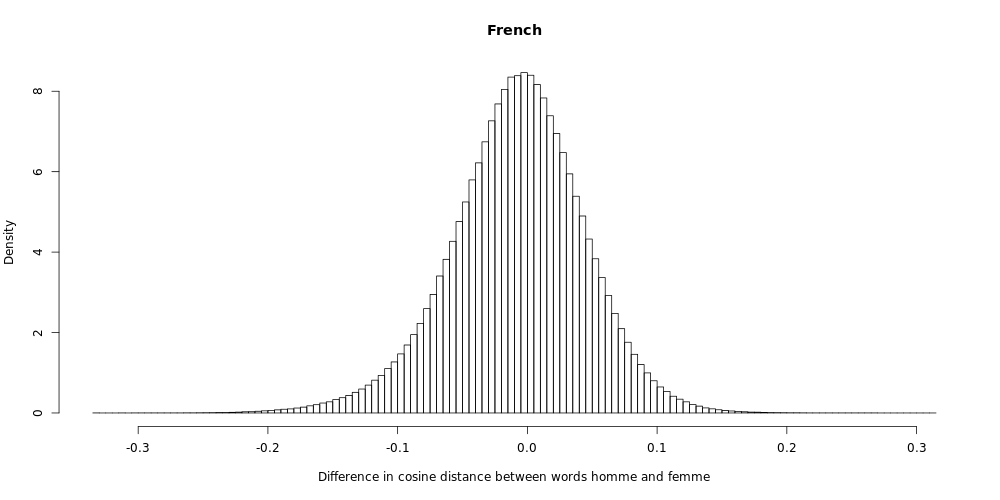 French
Density
8
6
4
2
0
-0.3 -0.2 -0.1 0.0 0.1 0.2 0.3
Difference in cosine distance between words homme and femme